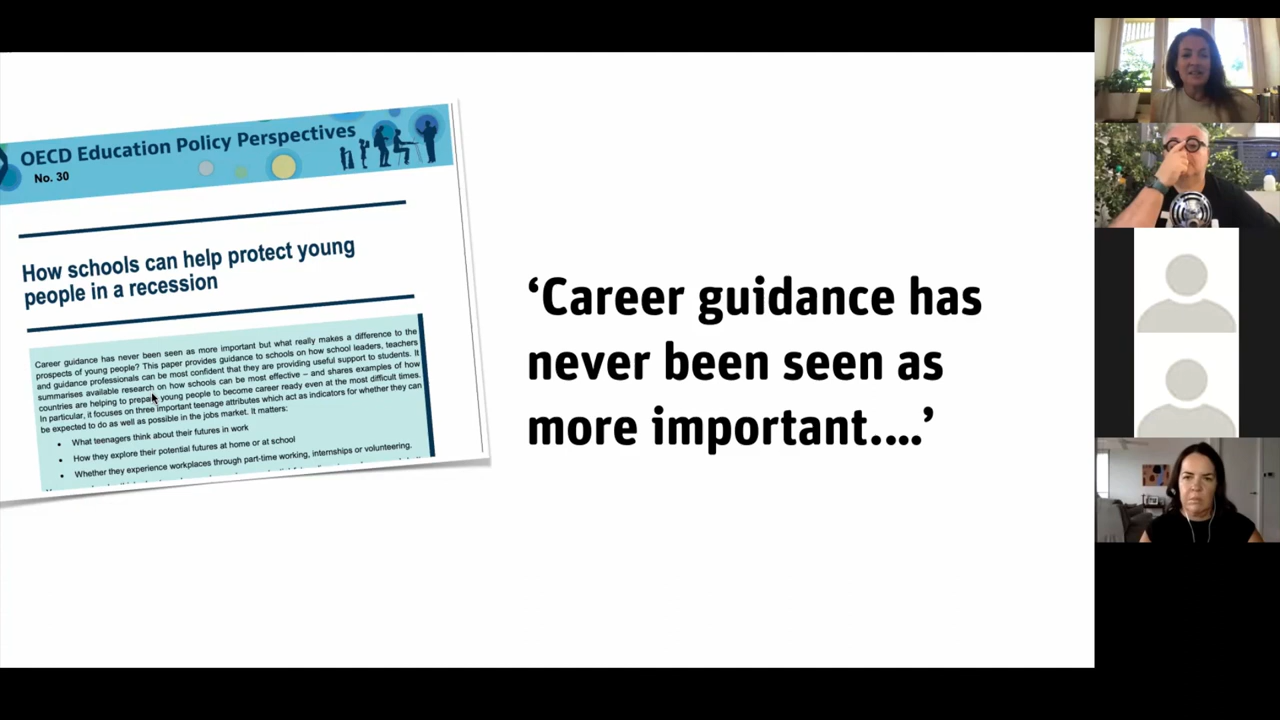 OECD Education Policy Perspectives
No. 30
How schools can help protect young
people in a recession
Career guidance has never been seen as more important but what really makes a difference to the
prospects of young people? This paper provides guidance to schools on how school leaders, teachers
and guidance professionals can be most confident that they are providing useful support to students. It
summarises available research on how schools can be most effective – and shares examples of how
countries are helping to prepare young people to become career ready even at the most difficult times.
In particular, it focuses on three important teenage attributes which act as indicators for whether they can
be expected to do as well as possible in the jobs market. It matters:
• What teenagers think about their futures in work
• How they explore their potential futures at home or at school
• Whether they experience workplaces through part-time working, internships or volunteering.
‘Career guidance has
never been seen as
more important….’